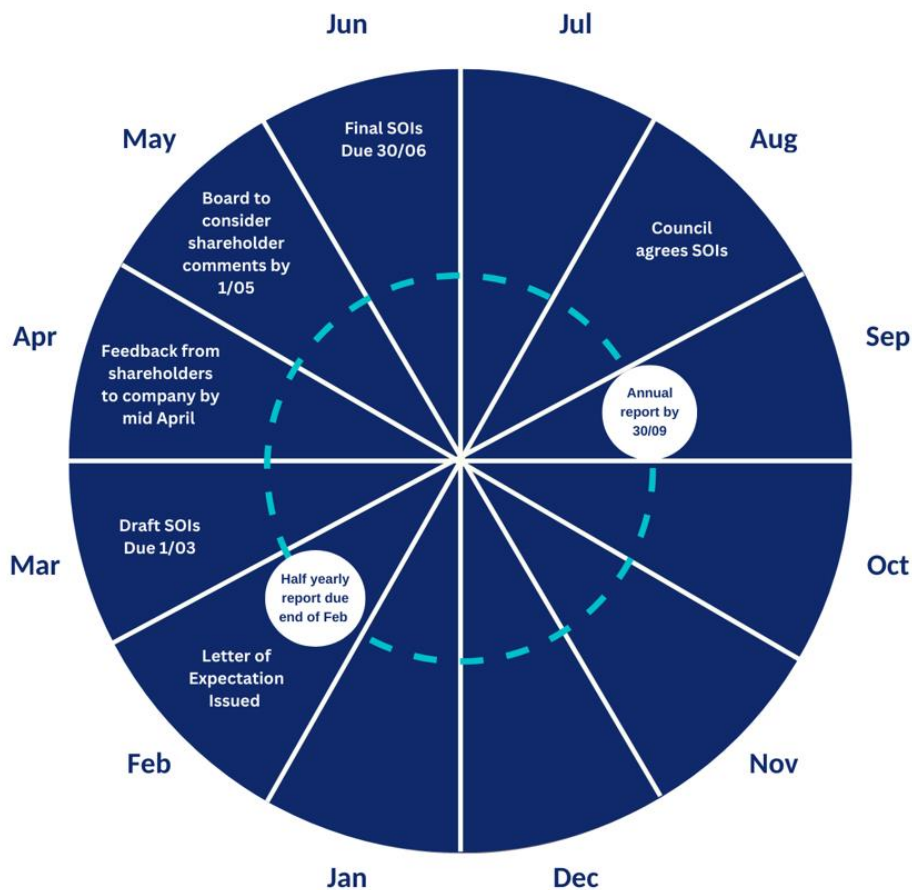 Jun
Jul
May
Aug
Final SOIs
Due 30/06
Board to
consider
shareholder
comments by
1/05
Council
agrees SOIs
Apr
Sep
Feedback from
shareholders
to company by
mid April
Annual
report by
30/09
Draft SOIs
Due 1/03
Mar
Oct
Half yearly
report due
end of Feb
Letter of
Expectation
Issued
Feb
Nov
Jan
Dec